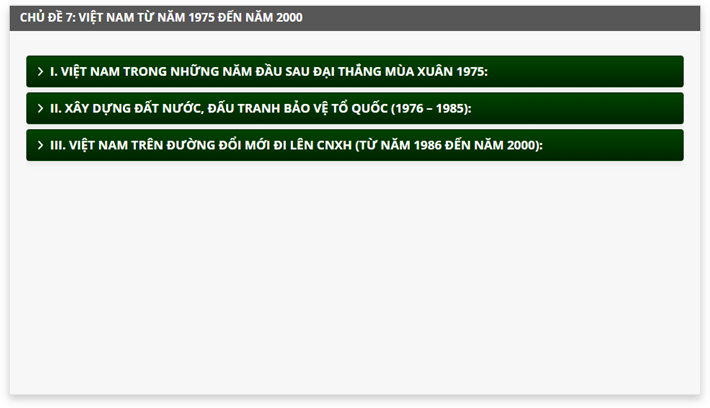 CHỦ ĐỀ 7: VIỆT NAM TỪ NĂM 1975 ĐẾN NĂM 2000
I. VIỆT NAM TRONG NHỮNG NĂM ĐẦU SAU ĐẠI THẮNG MÙA XUÂN 1975:
II. XÂY DỰNG ĐẤT NƯỚC, ĐẤU TRANH BẢO VỆ TỔ QUỐC (1976 – 1985):
III. VIỆT NAM TRÊN ĐƯỜNG ĐỔI MỚI ĐI LÊN CNXH (TỪ NĂM 1986 ĐẾN NĂM 2000):